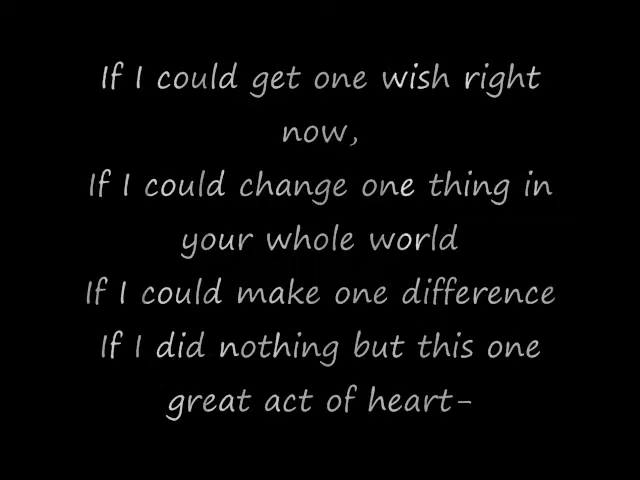 If I could get one wish right
now,
If I could change one thing in
your whole world
If I could make one difference
If I did nothing but this one
great act of heart-